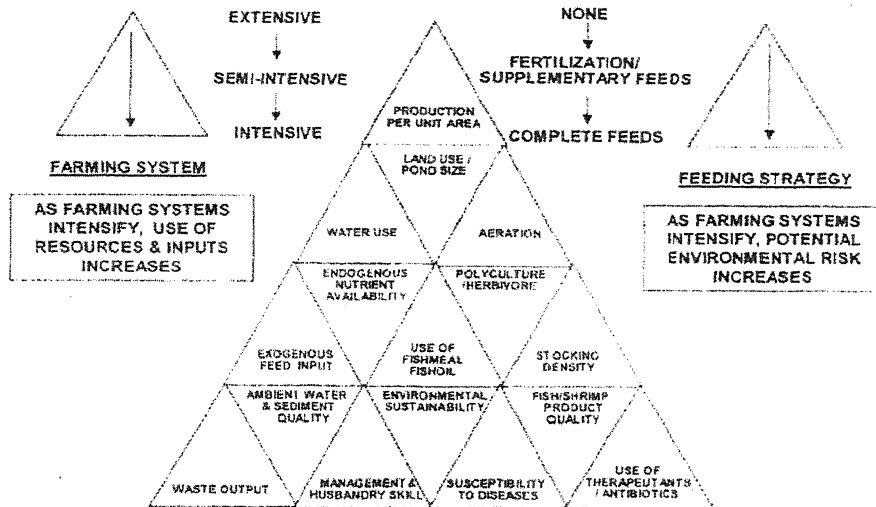 EXTENSIVE
SEMI-INTENSIVE
INTENSIVE
FARMING SYSTEM
AS FARMING SYSTEMS
INTENSIFY, USE OF
RESOURCES & INPUTS
INCREASES
NONE
FERTILIZATION/
SUPPLEMENTARY FEEDS
COMPLETE FEEDS
FEEDING STRATEGY
AS FARMING SYSTEMS
INTENSIFY, POTENTIAL
ENVIRONMENTAL RISK
INCREASES
PRODUCTION
PER UNIT AREA
LAND USE /
POND SIZE
WATER USE
AERATION
ENDOGENOUS
NUTRIENT
AVAILABILITY
POLYCULTURE
/HERBIVORE
EXOGENOUS
FEED INPUT
USE OF
FISHMEAL
FISHOIL
STOCKING
DENSITY
AMBIENT WATER
& SEDIMENT
QUALITY
ENVIRONMENTAL
SUSTAINABILITY
FISH/SHRIMP
PRODUCT
QUALITY
WASTE OUTPUT
MANAGEMENT &
HUSBANDRY SKILL
SUSCEPTIBILITY
TO DISEASES
USE OF
THERAPEUTANTS
/ ANTIBIOTICS